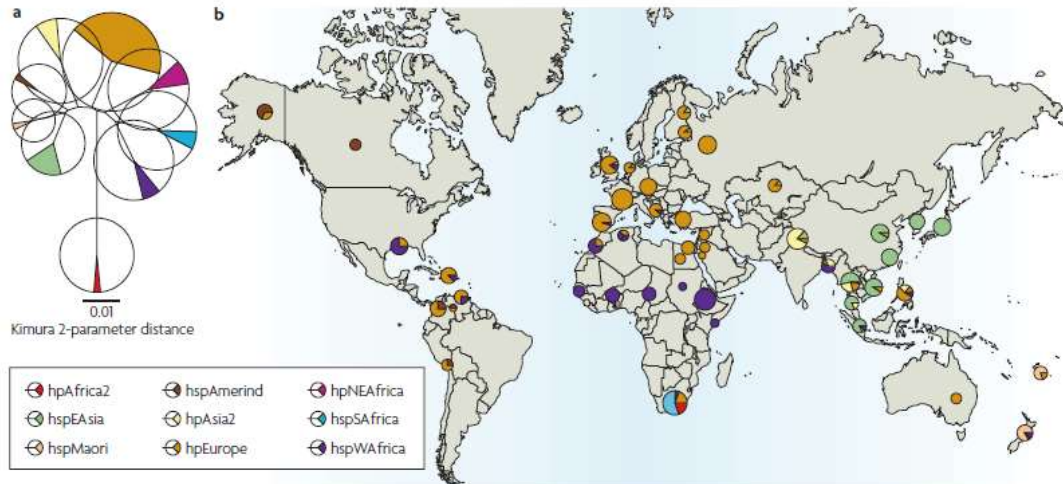 a
b
0.01
Kimura 2-parameter distance
hpAfrica2 hspAmerind hpNEAfrica
hspEAsia hpAsia2 hspSAfrica
hspMaori hpEurope hspWAfrica